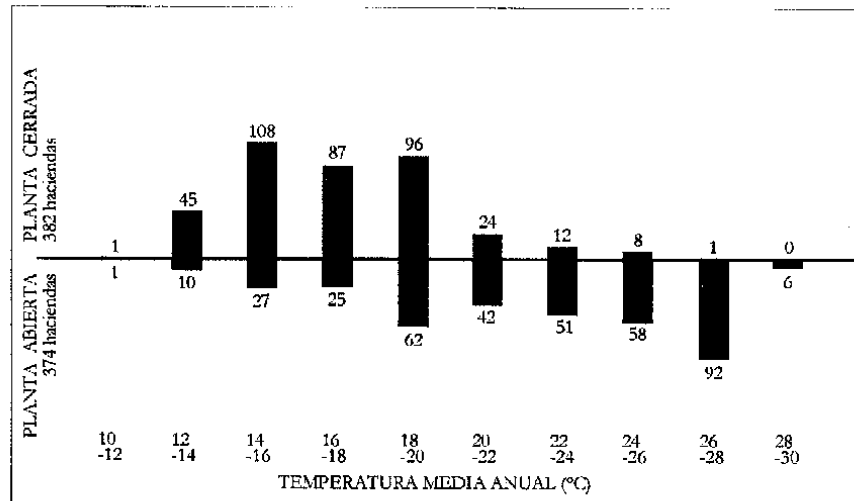 PLANTA CERRADA
382 haciendas
PLANTA ABIERTA
374 haciendas
1 45 108 87 96 24 12 8 1 0
1 10 27 25 62 42 51 58 92 6
10 12 14 16 18 20 22 24 26 28
-12 -14 -16 -18 -20 -22 -24 -26 -28 -30
TEMPERATURA MEDIA ANUAL (ºC)